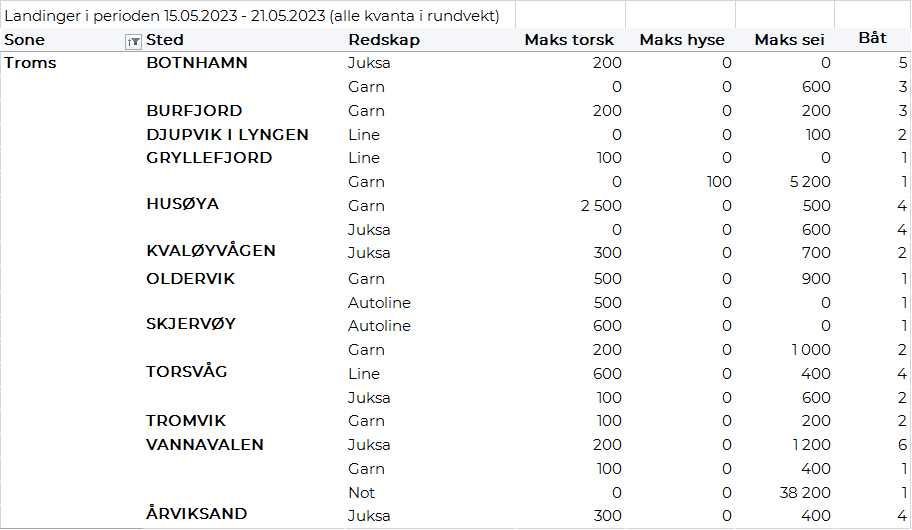 Landinger i perioden 15.05.2023 - 21.05.2023 (alle kvanta i rundvekt)
Sone Sted Redskap Maks torsk Maks hyse Maks sei Båt
Troms BOTNHAMN Juksa 200 0 0 5
Garn 0 0 600 3
BURFJORD Garn 200 0 200 3
DJUPVIK I LYNGEN Line 0 0 100 2
GRYLLEFJORD Line 100 0 0 1
Garn 0 100 5 200 1
HUSØYA Garn 2 500 0 500 4
Juksa 0 0 600 4
KVALØYVÅGEN Juksa 300 0 700 2
OLDERVIK Garn 500 0 900 1
Autoline 500 0 0 1
SKJERVØY Autoline 600 0 0 1
Garn 200 0 1 000 2
TORSVÅG Line 600 0 400 4
Juksa 100 0 600 2
TROMVIK Garn 100 0 200 2
VANNAVALEN Juksa 200 0 1 200 6
Garn 100 0 400 1
Not 0 0 38 200 1
ÅRVIKSAND Juksa 300 0 400 4